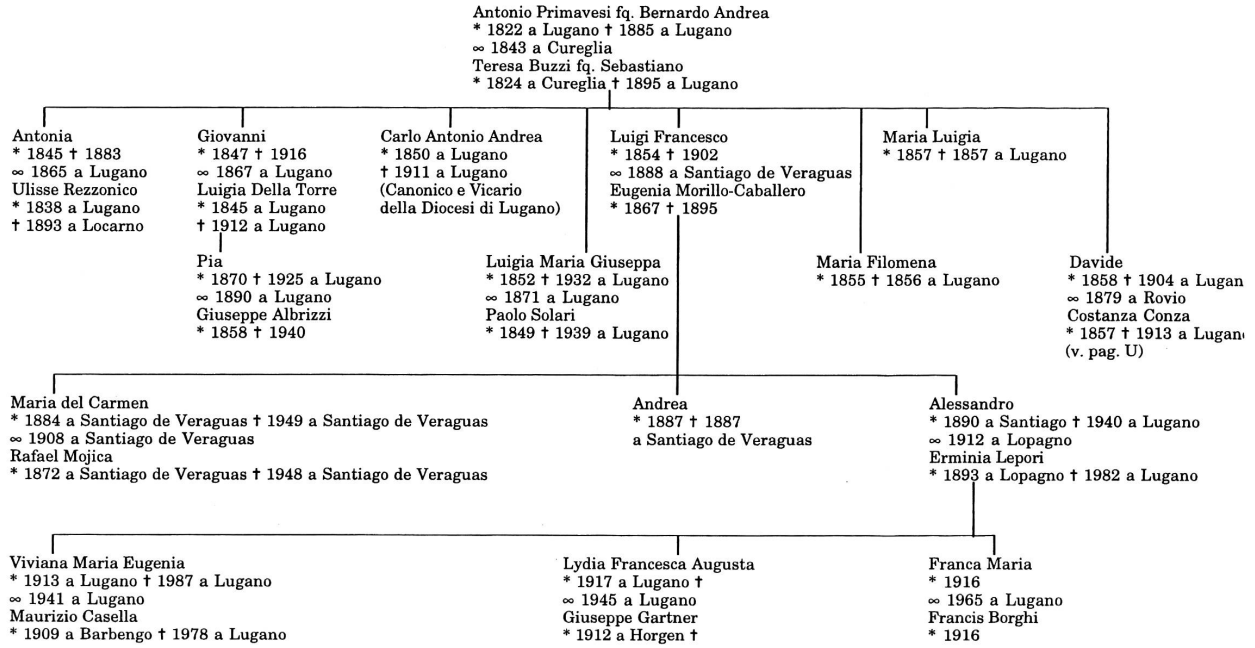 Antonio Primavesi fq. Bernardo Andrea
* 1822 a Lugano † 1885 a Lugano
∞ 1843 a Cureglia
Teresa Buzzi fq. Sebastiano
* 1824 a Cureglia † 1895 a Lugano
Antonia
* 1845 † 1883
∞ 1865 a Lugano
Ulisse Rezzonico
* 1838 a Lugano
† 1893 a Locarno
Giovanni
* 1847 † 1916
∞ 1867 a Lugano
Luigia Della Torre
* 1845 a Lugano
† 1912 a Lugano
Carlo Antonio Andrea
* 1850 a Lugano
† 1911 a Lugano
(Canonico e Vicario
della Diocesi di Lugano)
Luigi Francesco
* 1854 † 1902
∞ 1888 a Santiago de Veraguas
Eugenia Morillo-Caballero
* 1867 † 1895
Maria Luigia
* 1857 † 1857 a Lugano
Pia
* 1870 † 1925 a Lugano
∞ 1890 a Lugano
Giuseppe Albrizzi
* 1858 † 1940
Luigia Maria Giuseppa
* 1852 † 1932 a Lugano
∞ 1871 a Lugano
Paolo Solari
* 1849 † 1939 a Lugano
Maria Filomena
* 1855 † 1856 a Lugano
Davide
* 1858 † 1904 a Lugan
∞ 1879 a Rovio
Costanza Conza
* 1857 † 1913 a Lugan
(v. pag. U)
Maria del Carmen
* 1884 a Santiago de Veraguas † 1949 a Santiago de Veraguas
∞ 1908 a Santiago de Veraguas
Rafael Mojica
* 1872 a Santiago de Veraguas † 1948 a Santiago de Veraguas
Andrea
* 1887 † 1887
a Santiago de Veraguas
Alessandro
* 1890 a Santiago † 1940 a Lugano
∞ 1912 a Lopagno
Erminia Lepori
* 1893 a Lopagno † 1982 a Lugano
Viviana Maria Eugenia
* 1913 a Lugano † 1987 a Lugano
∞ 1941 a Lugano
Maurizio Casella
* 1909 a Barbengo † 1978 a Lugano
Lydia Francesca Augusta
* 1917 a Lugano †
∞ 1945 a Lugano
Giuseppe Gartner
* 1912 a Horgen †
Franca Maria
* 1916
∞ 1965 a Lugano
Francis Borghi
* 1916